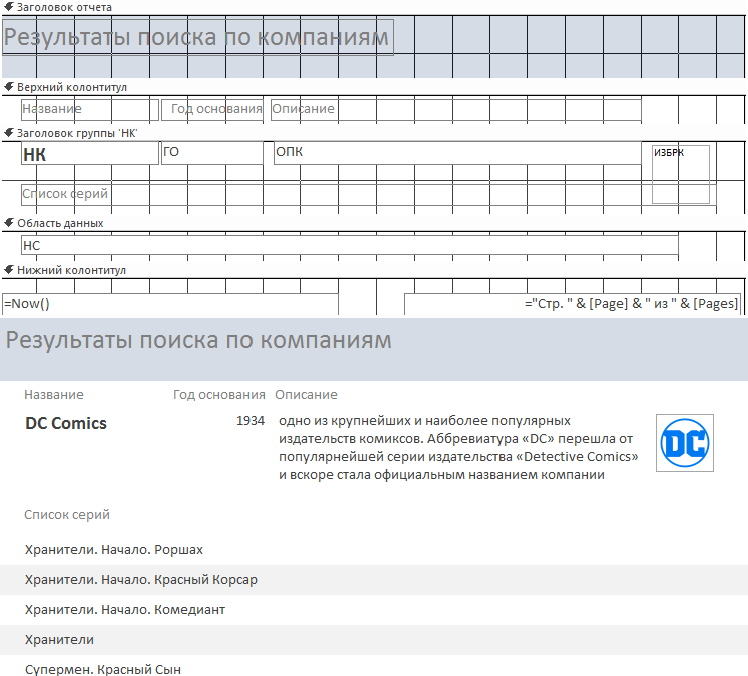 Заголовок отчета
Результаты поиска по компаниям
Верхний колонтитул
Название Год основания Описание
Заголовок группы 'НК'
НК ГО ОПК ИЗБРК
Список серий
Область данных
НС
Нижний колонтитул
=Now() ="Стр. " & [Page] & " из " & [Pages]
Результаты поиска по компаниям
Название Год основания Описание
DC Comics 1934 одно из крупнейших и наиболее популярных
издательств комиксов. Аббревиатура «DC» перешла от
популярнейшей серии издательства «Detective Comics»
и вскоре стала официальным названием компании
DC
Список серий
Хранители. Начало. Роршах
Хранители. Начало. Красный Корсар
Хранители. Начало. Комедиант
Хранители
Супермен. Красный Сын